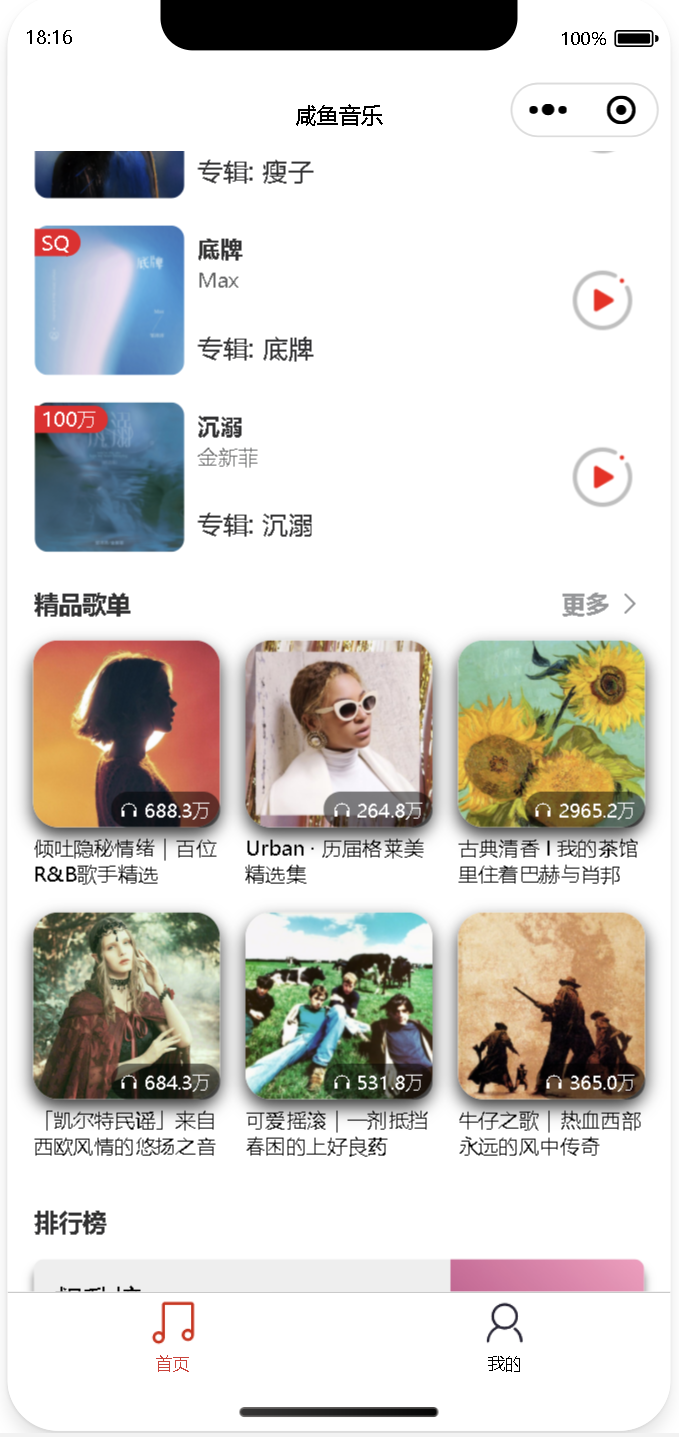 18:16
100%
咸鱼音乐
专辑: 瘦子
SQ
底牌
底牌
Max
专辑: 底牌
100万
沉溺
沉溺
金新菲
专辑: 沉溺
精品歌单
更多
688.3万
264.8万
2965.2万
倾吐隐秘情绪 | 百位
R&B歌手精选
Urban · 历届格莱美
精选集
古典清香 l 我的茶馆
里住着巴赫与肖邦
684.3万
531.8万
365.0万
「凯尔特民谣」来自
西欧风情的悠扬之音
可爱摇滚 | 一剂抵挡
春困的上好良药
牛仔之歌 | 热血西部
永远的风中传奇
排行榜
首页
我的